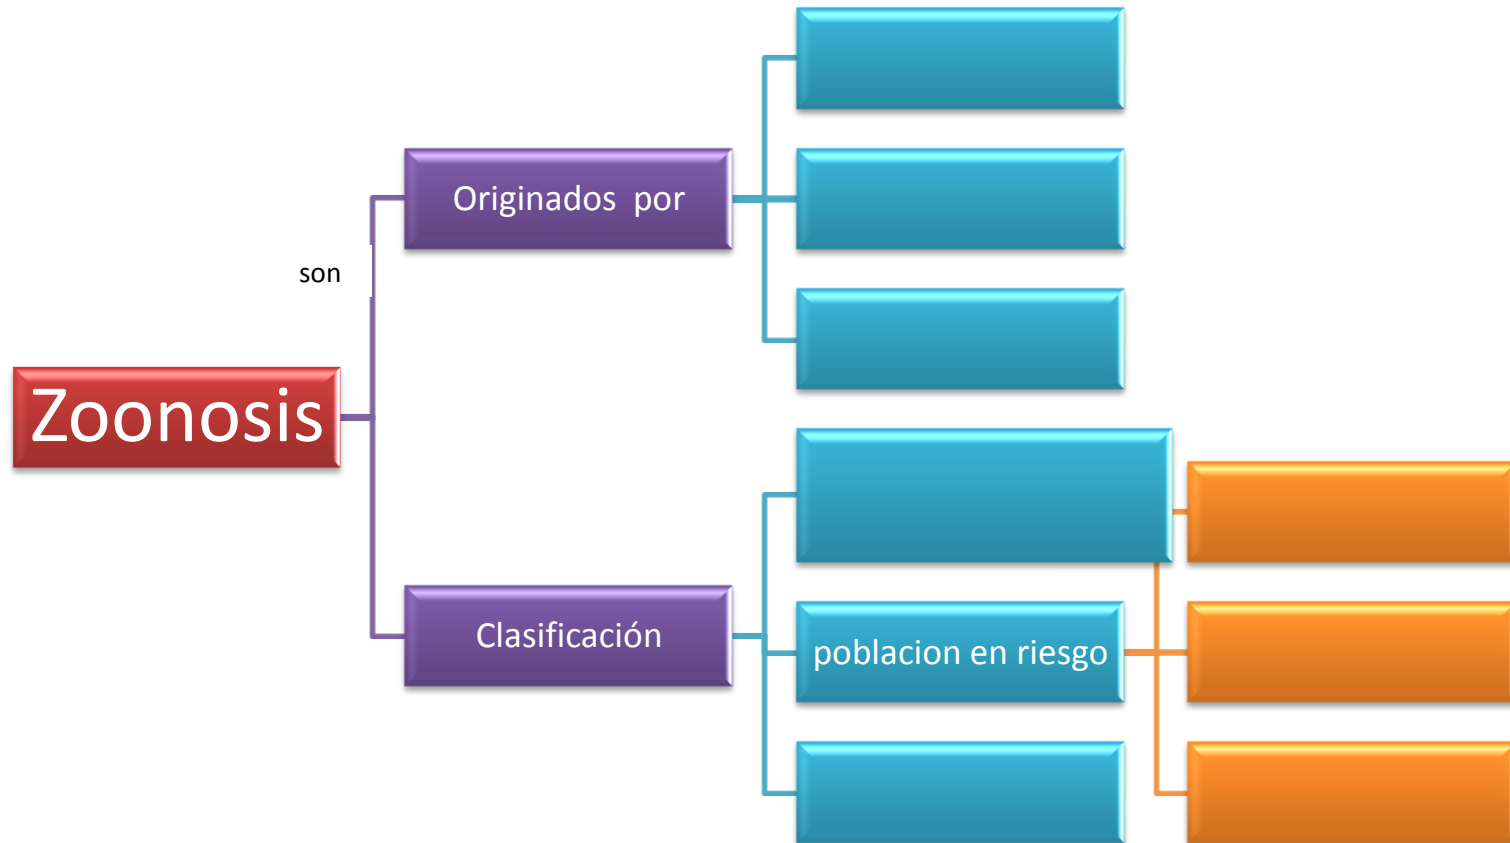 Originados por
son
Zoonosis
Clasificación
poblacion en riesgo